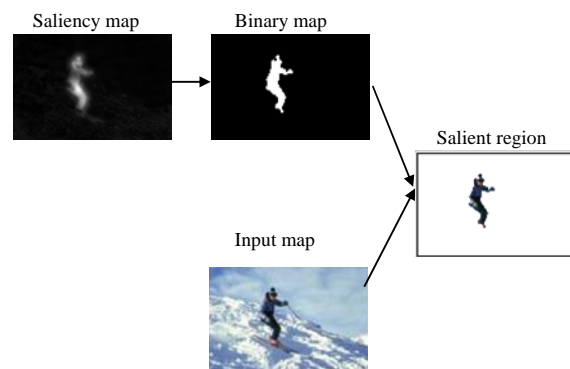 Saliency map
Binary map
Salient region
Input map